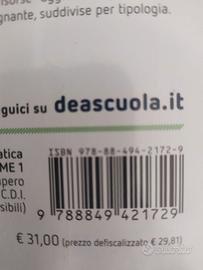 gnante, suddivise per tipologia.
guici su deascuola.it
ISBN 978-88-494-2172-9
atica
ME 1
pero
C.D.I.
sibili)
9 788849 421729
€ 31,00 (prezzo defiscalizzato € 29,81)
subito